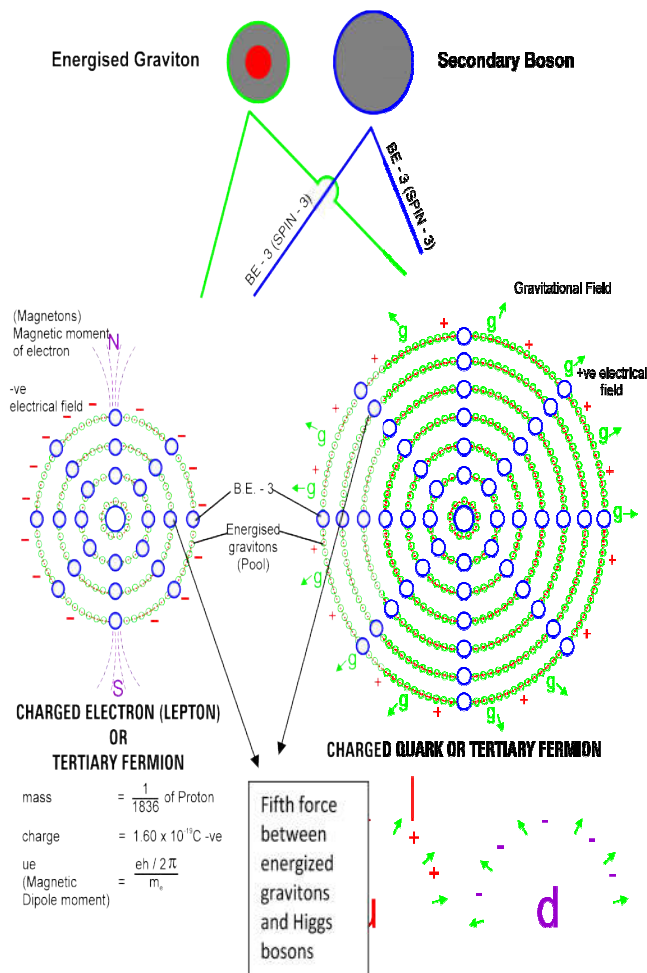 Energised Graviton
Secondary Boson
BE - 3 (SPIN - 3)
BE - 3 (SPIN - 3)
(Magnetons)
Magnetic moment
of electron
N
-ve
electrical field
Gravitational Field
g
g
g
+ve electrical
field
g
g
g
g
g
g
g
g
g
B.E. - 3
Energised
gravitons
(Pool)
S
CHARGED ELECTRON (LEPTON)
OR
TERTIARY FERMION
CHARGED QUARK OR TERTIARY FERMION
mass = 1/1836 of Proton
charge = 1.60 x 10⁻¹⁹C -ve
ue
(Magnetic
Dipole moment) = eh / 2π / mₑ
Fifth force
between
energized
gravitons
and Higgs
bosons
d